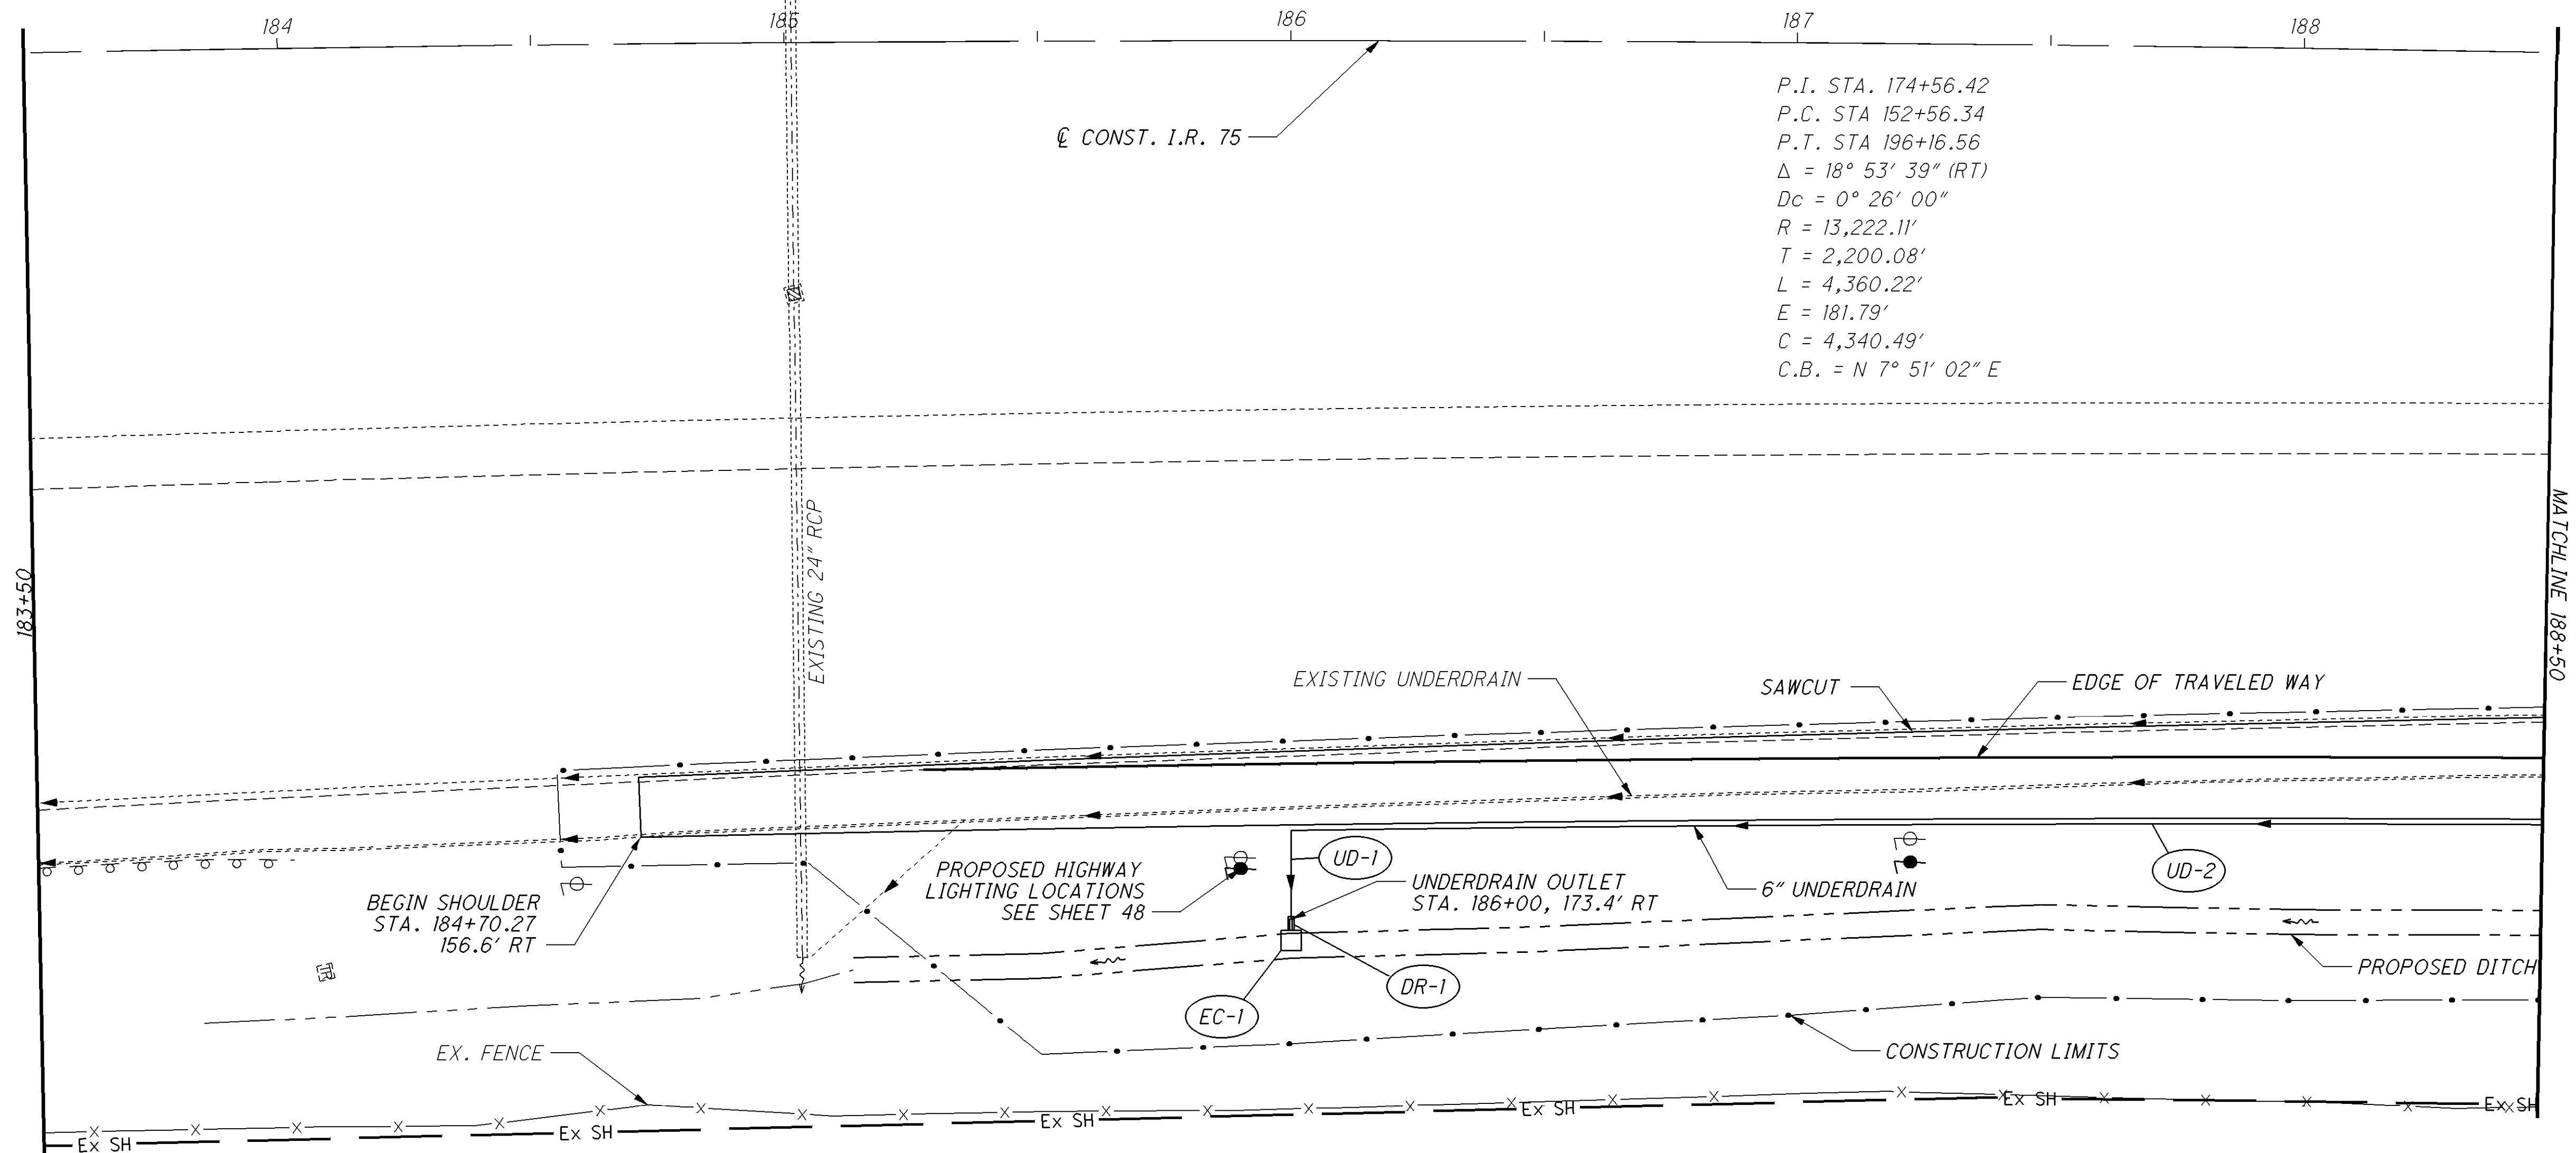 184
185
186
187
188
℄ CONST. I.R. 75
P.I. STA. 174+56.42
P.C. STA 152+56.34
P.T. STA 196+16.56
Δ = 18° 53' 39" (RT)
Dc = 0° 26' 00"
R = 13,222.11'
T = 2,200.08'
L = 4,360.22'
E = 181.79'
C = 4,340.49'
C.B. = N 7° 51' 02" E
183+50
EXISTING 24" RCP
MATCHLINE 188+50
EXISTING UNDERDRAIN
SAWCUT
EDGE OF TRAVELED WAY
BEGIN SHOULDER
STA. 184+70.27
156.6' RT
PROPOSED HIGHWAY
LIGHTING LOCATIONS
SEE SHEET 48
UD-1
UNDERDRAIN OUTLET
STA. 186+00, 173.4' RT
6" UNDERDRAIN
UD-2
TR
EC-1
DR-1
PROPOSED DITCH
EX. FENCE
CONSTRUCTION LIMITS
Ex SH
Ex SH
Ex SH
Ex SH
Ex SH
Ex SH